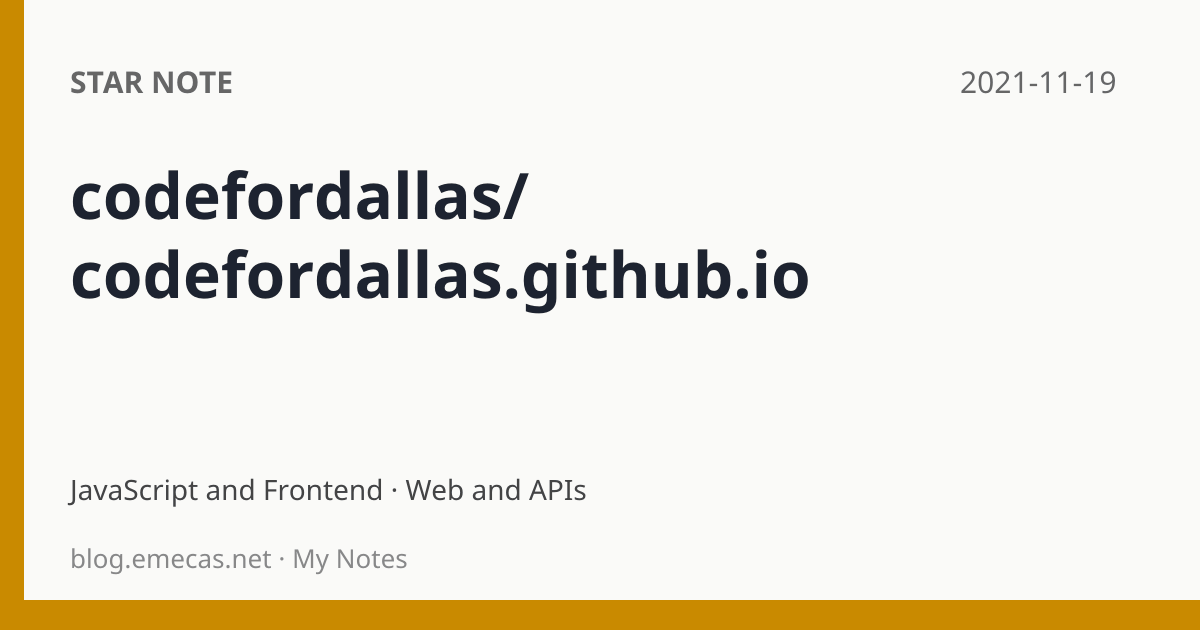 STAR NOTE
2021-11-19
codefordallas/
codefordallas.github.io
JavaScript and Frontend · Web and APIs
blog.emecas.net · My Notes